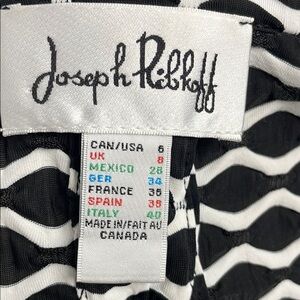 Joseph Ribkoff
CAN/USA 6
UK 8
MEXICO 28
GER 34
FRANCE 36
SPAIN 38
ITALY 40
MADE IN/FAIT AU
CANADA